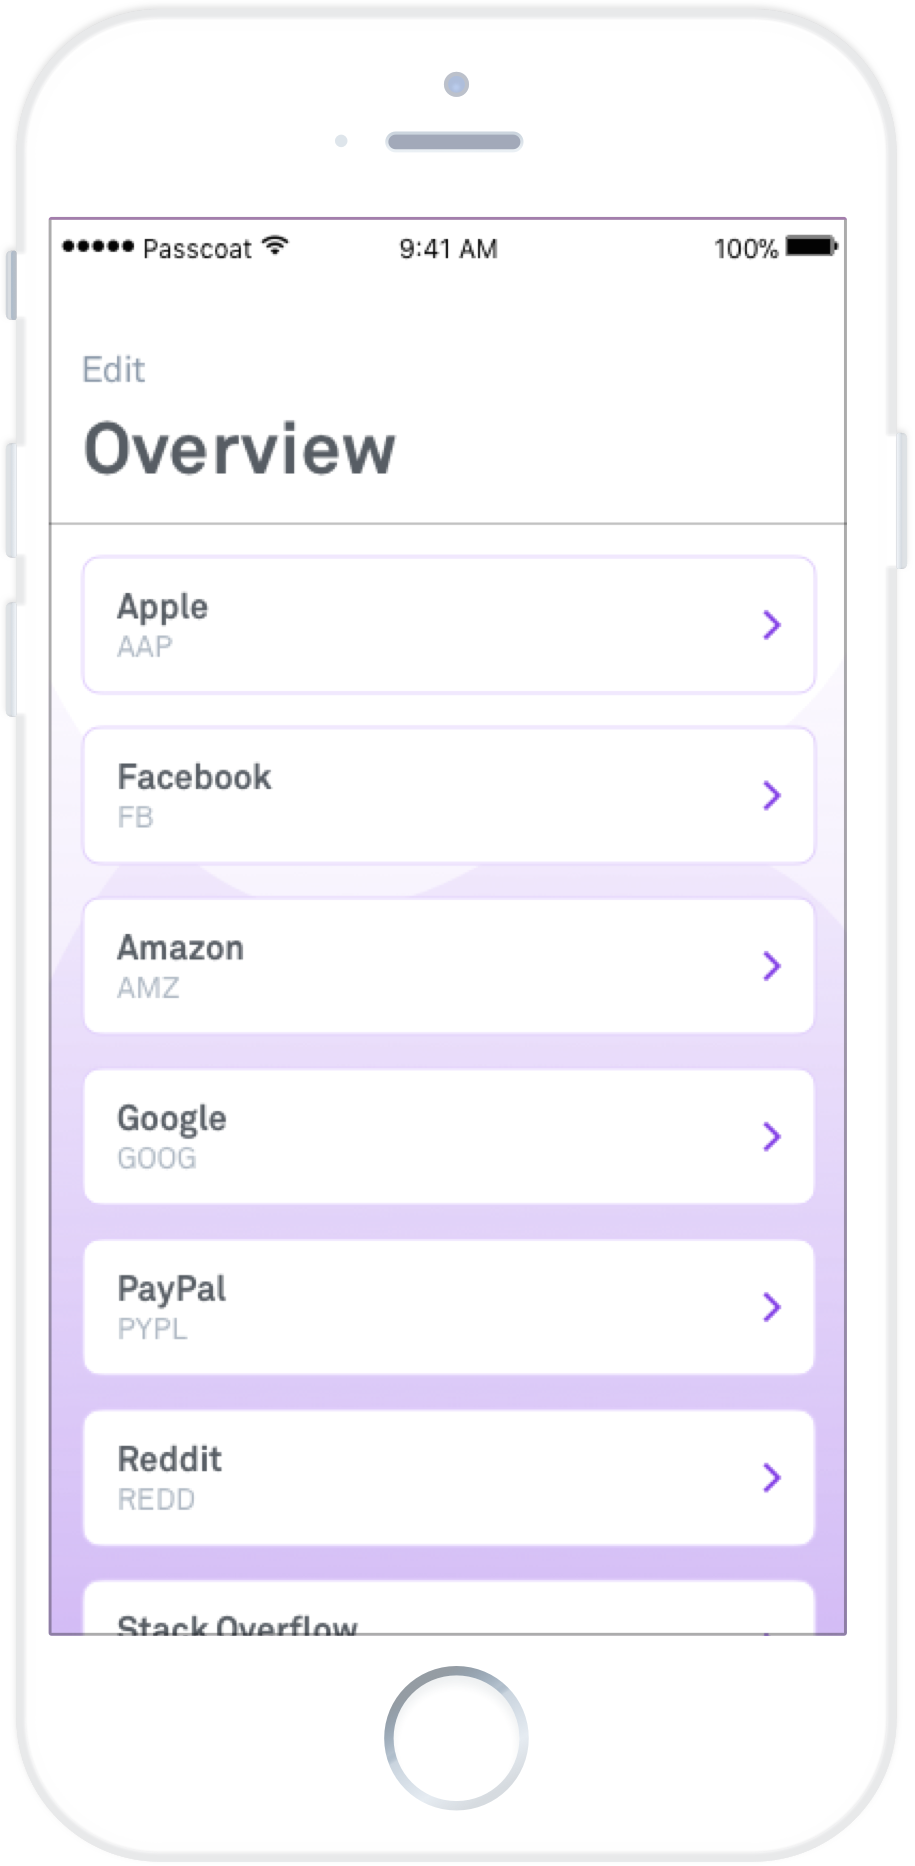 Passcoat 9:41 AM 100%
Edit
Overview
Apple
AAP
Facebook
FB
Amazon
AMZ
Google
GOOG
PayPal
PYPL
Reddit
REDD
Stack Overflow